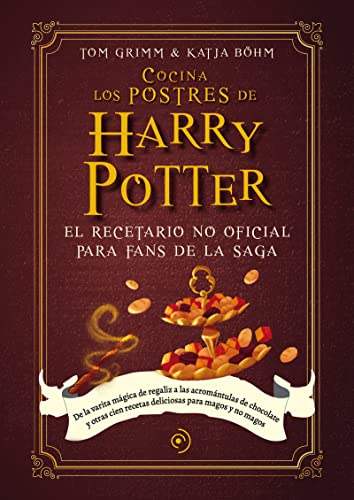 TOM GRIMM & KATJA BÖHM
COCINA
LOS POSTRES DE
HARRY
POTTER
EL RECETARIO NO OFICIAL
PARA FANS DE LA SAGA
De la varita mágica de regaliz a las acromántulas de chocolate
y otras cien recetas deliciosas para magos y no magos